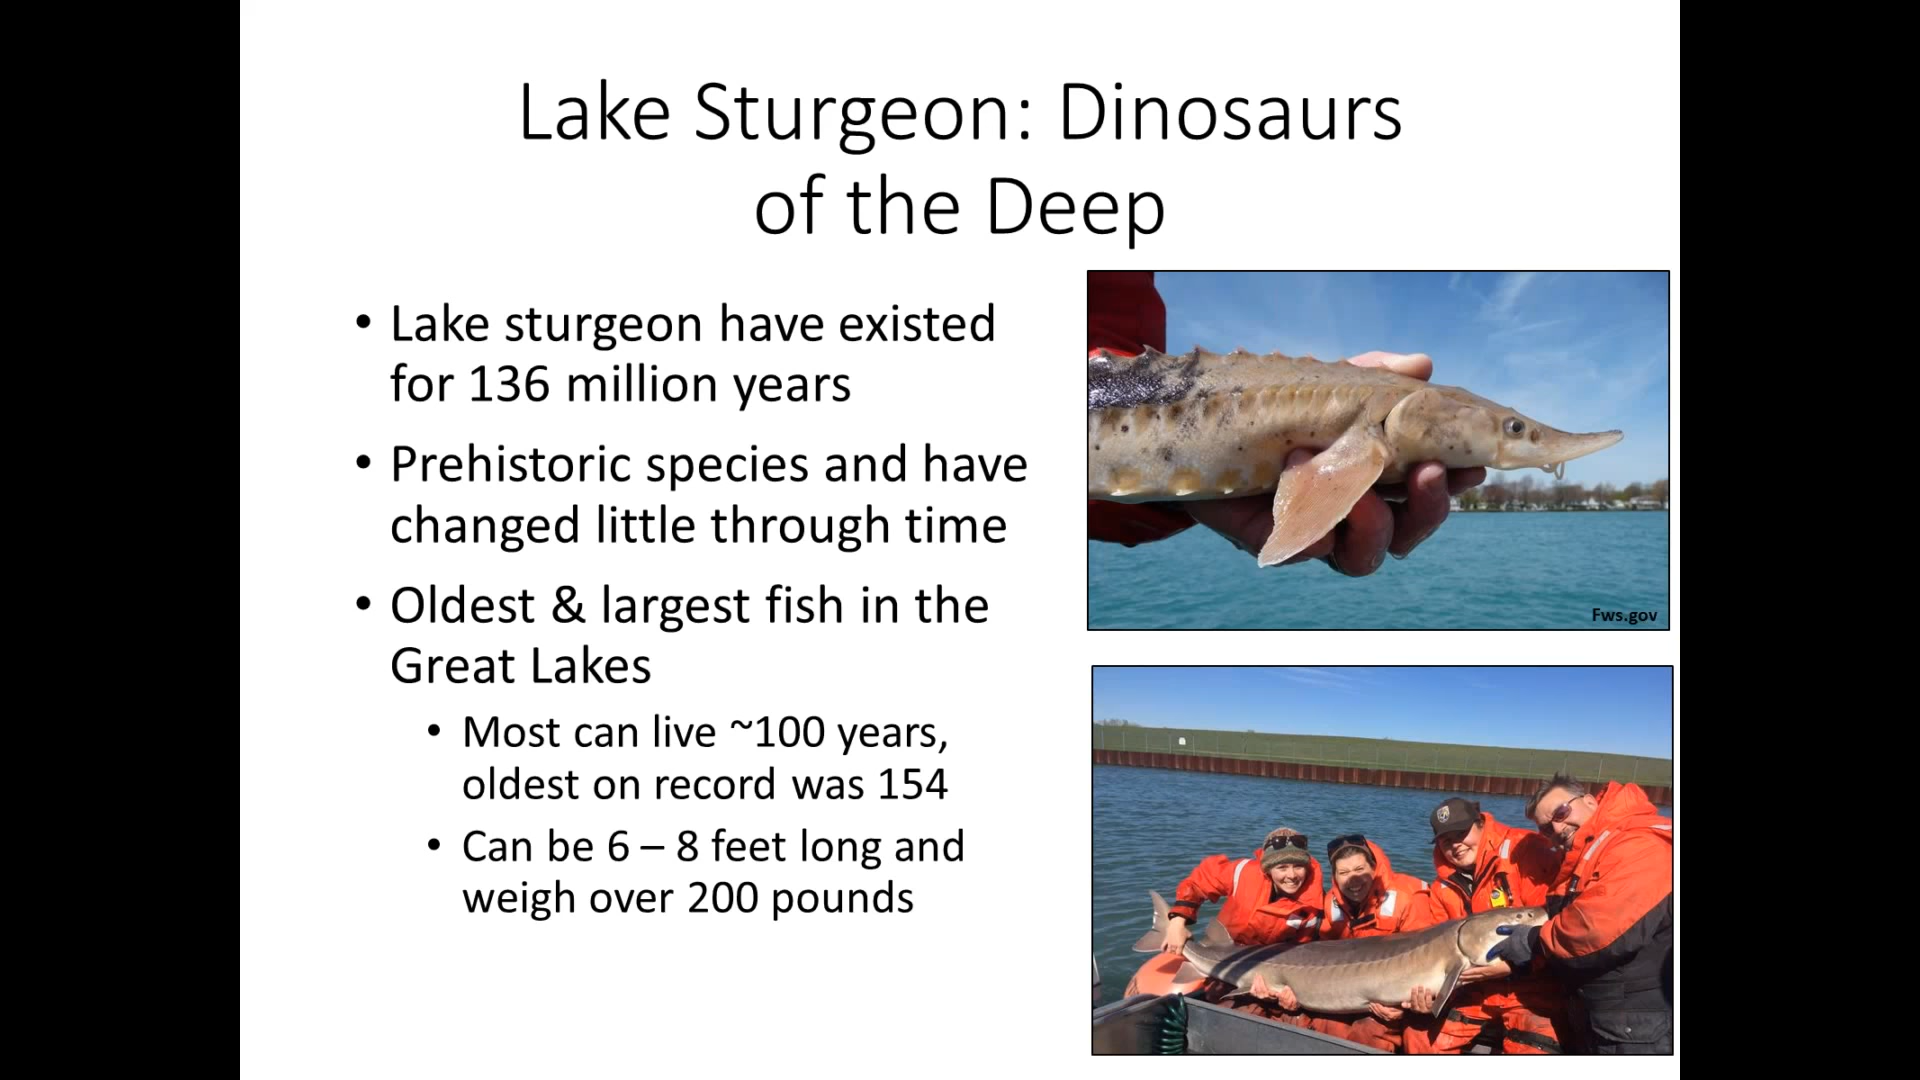 Lake Sturgeon: Dinosaurs
of the Deep
• Lake sturgeon have existed
for 136 million years
• Prehistoric species and have
changed little through time
• Oldest & largest fish in the
Great Lakes
• Most can live ~100 years,
oldest on record was 154
• Can be 6 – 8 feet long and
weigh over 200 pounds
Fws.gov